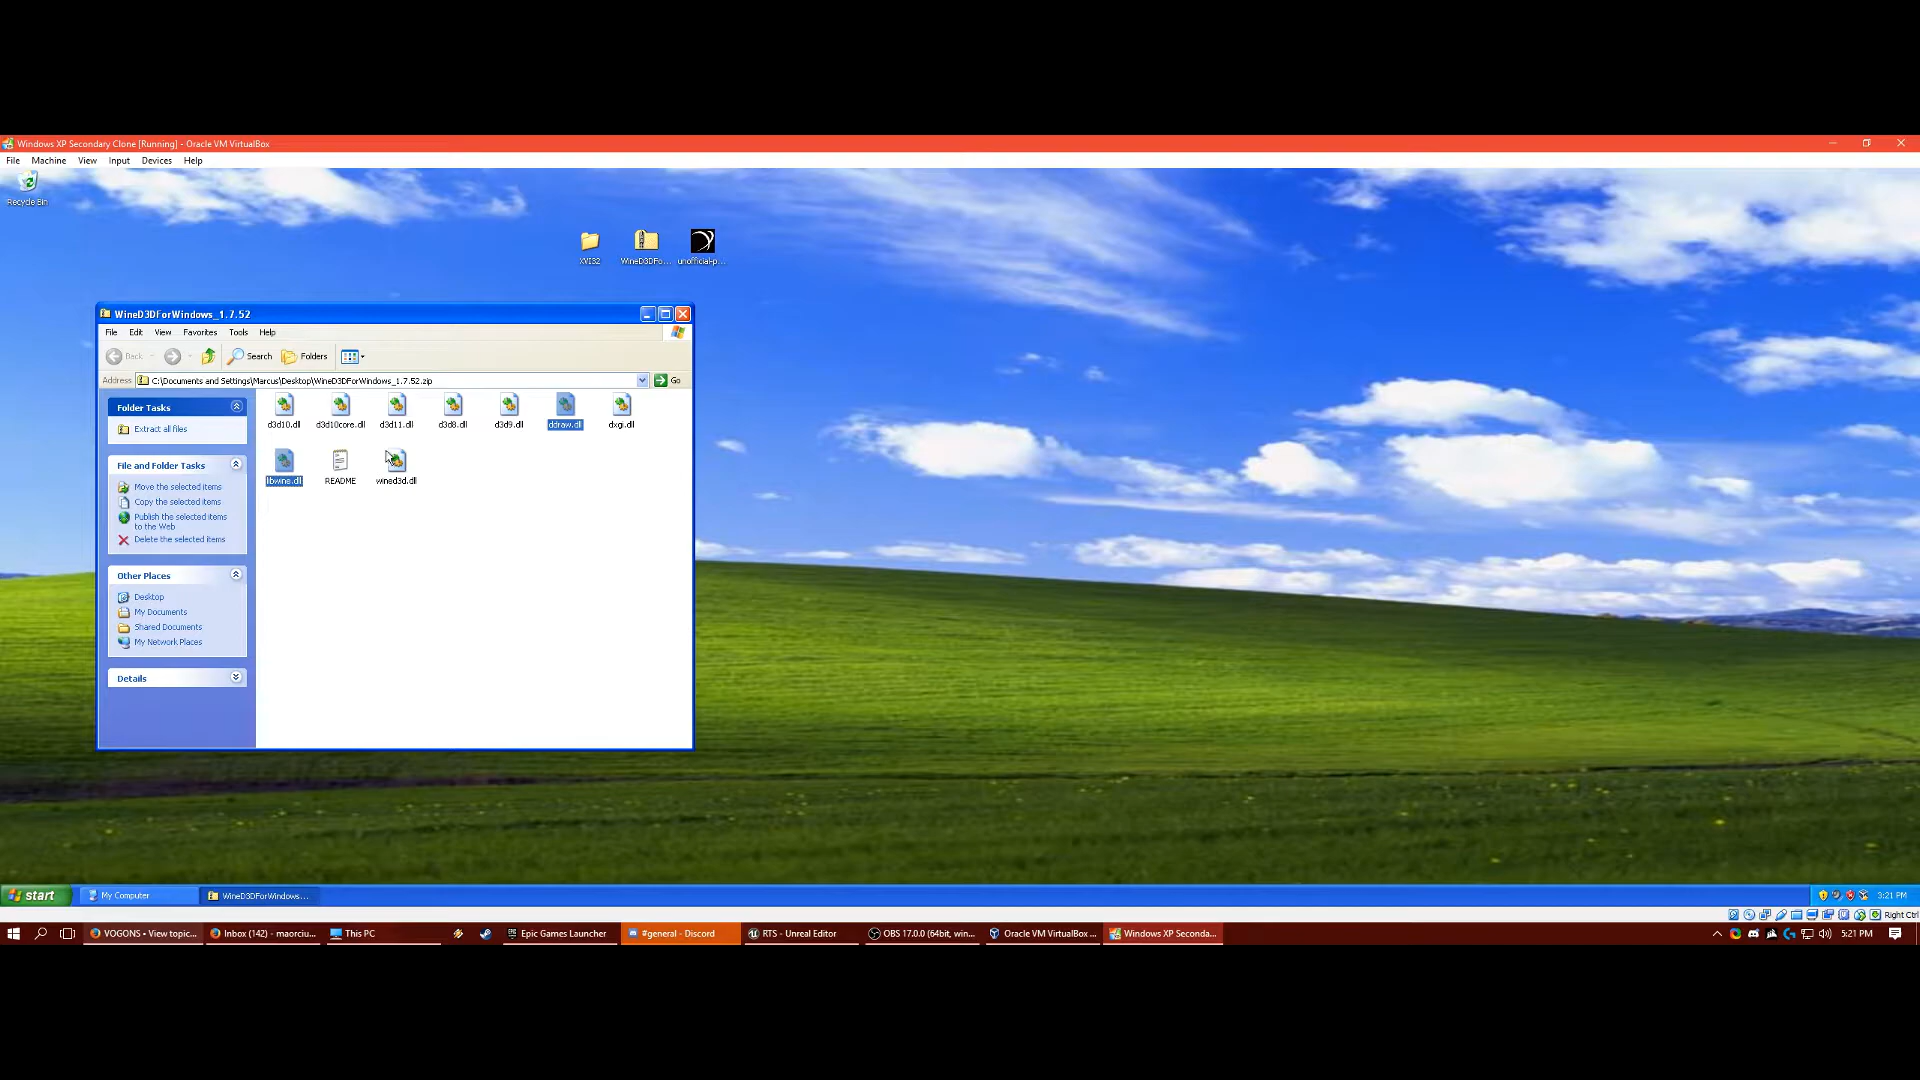 Windows XP Secondary Clone [Running] - Oracle VM VirtualBox
File Machine View Input Devices Help
Recycle Bin
XVIS2
WineD3DFo...
unofficial-p...
WineD3DForWindows_1.7.52
File Edit View Favorites Tools Help
Back Search Folders
Address C:\Documents and Settings\Marcus\Desktop\WineD3DForWindows_1.7.52.zip Go
Folder Tasks
Extract all files
File and Folder Tasks
Move the selected items
Copy the selected items
Publish the selected items
to the Web
Delete the selected items
Other Places
Desktop
My Documents
Shared Documents
My Network Places
Details
d3d10.dll d3d10core.dll d3d11.dll d3d8.dll d3d9.dll ddraw.dll dxgi.dll
libwine.dll README wined3d.dll
start My Computer WineD3DForWindows... 3:21 PM
Right Ctrl
VOGONS • View topic... Inbox (142) - maorciu... This PC Epic Games Launcher #general - Discord RTS - Unreal Editor OBS 17.0.0 (64bit, win... Oracle VM VirtualBox ... Windows XP Seconda... 5:21 PM